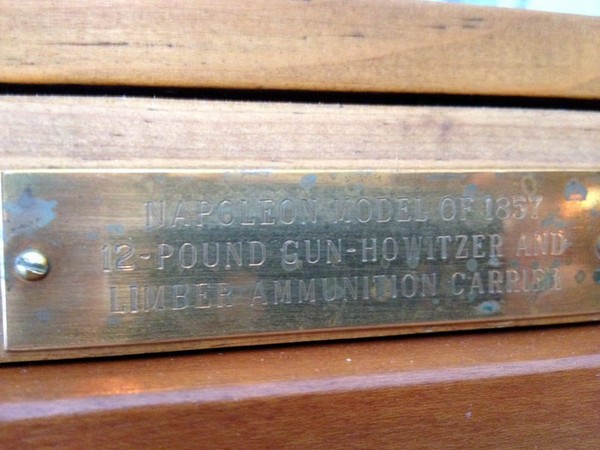 NAPOLEON MODEL OF 1857
12-POUND GUN-HOWITZER AND
LIMBER AMMUNITION CARRIER